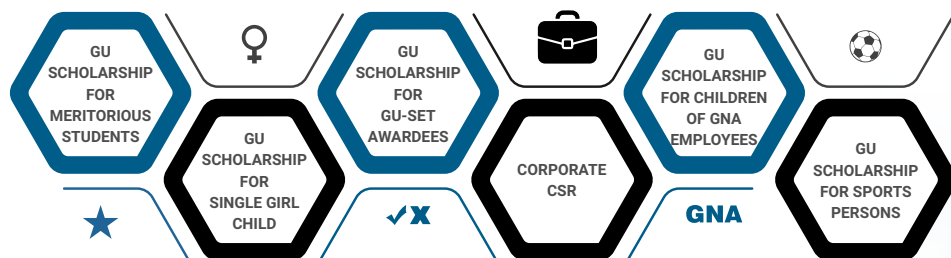 GU
SCHOLARSHIP
FOR
MERITORIOUS
STUDENTS
GU
SCHOLARSHIP
FOR
SINGLE GIRL
CHILD
GU
SCHOLARSHIP
FOR
GU-SET
AWARDEES
CORPORATE
CSR
GU
SCHOLARSHIP
FOR CHILDREN
OF GNA
EMPLOYEES
GNA
GU
SCHOLARSHIP
FOR SPORTS
PERSONS